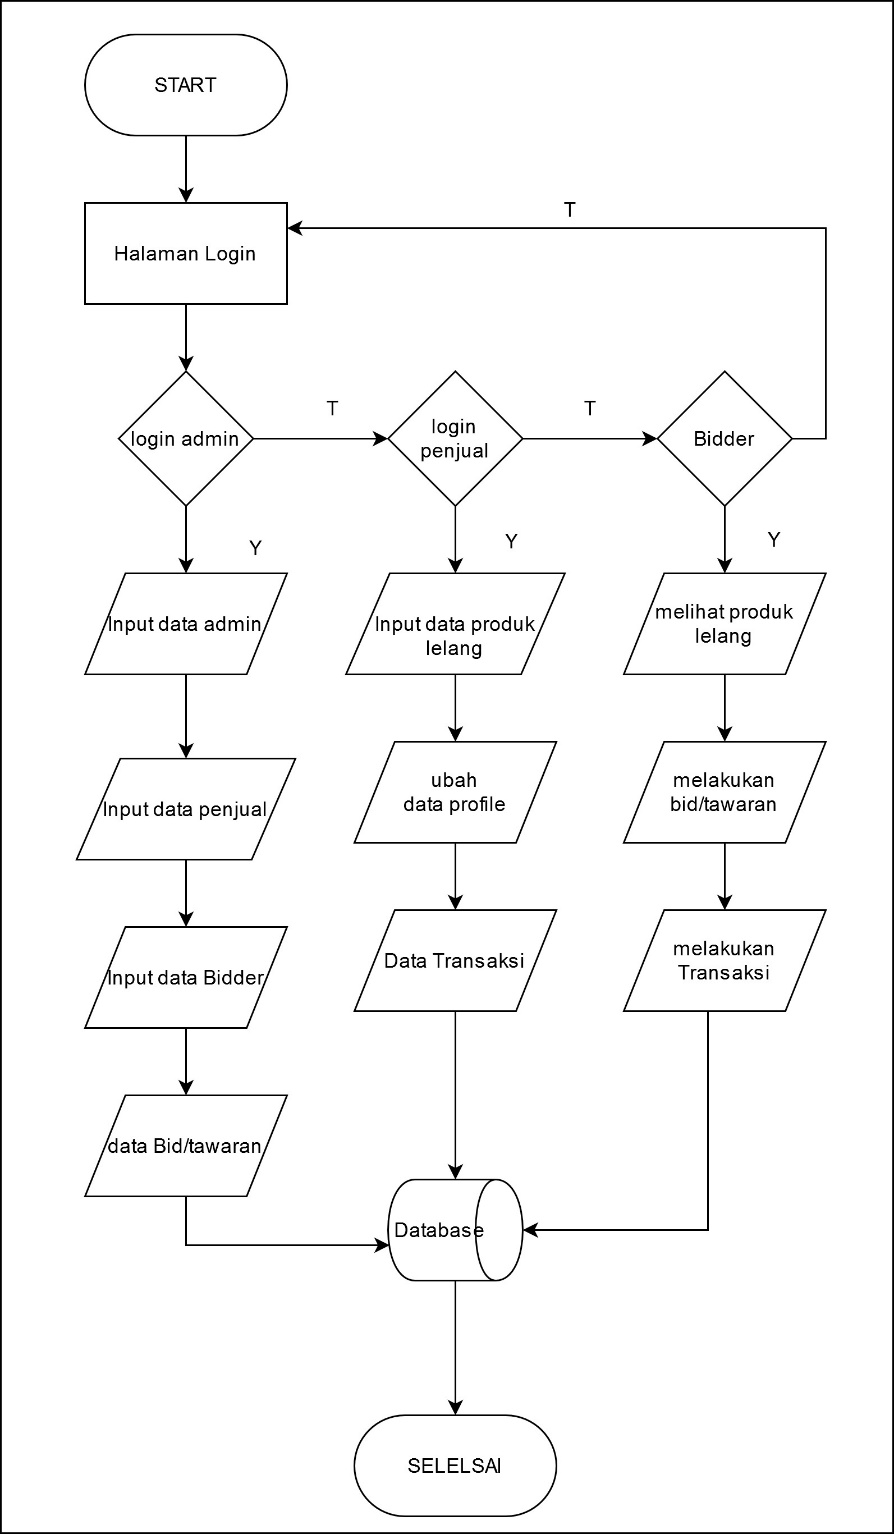 START
T
Halaman Login
login admin
T
login
penjual
T
Bidder
Y
Y
Y
Input data admin
Input data produk
lelang
melihat produk
lelang
Input data penjual
ubah
data profile
melakukan
bid/tawaran
Input data Bidder
Data Transaksi
melakukan
Transaksi
data Bid/tawaran
Database
SELELSAI